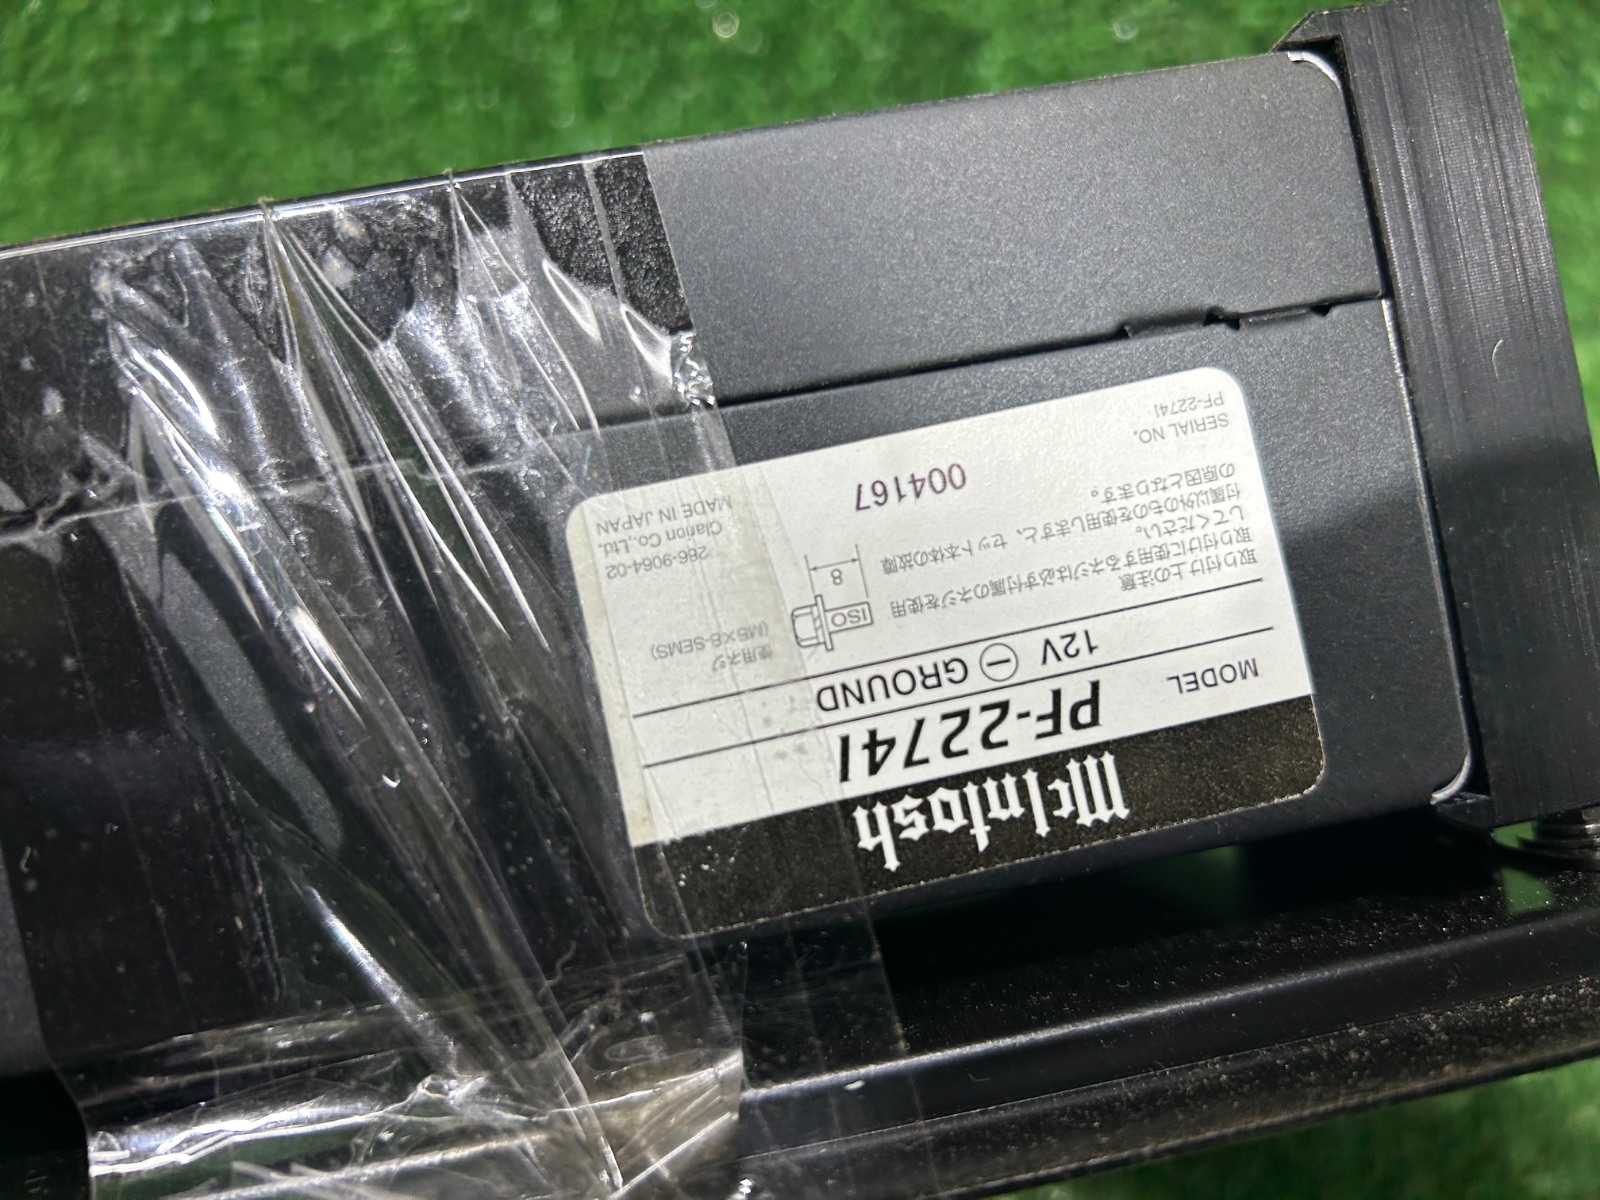 McIntosh
MODEL
PF-2274I
12V ⊖ GROUND
取り付け上の注意
取り付けに使用するネジは必ず付属のネジを使用
してください。
付属以外のものを使用しますと、セット本体の故障
の原因となります。
使用ネジ
(M5×8-SEMS)
ISO
8
SERIAL NO.
PF-2274I
004167
286-9064-02
Clarion Co.,Ltd.
MADE IN JAPAN